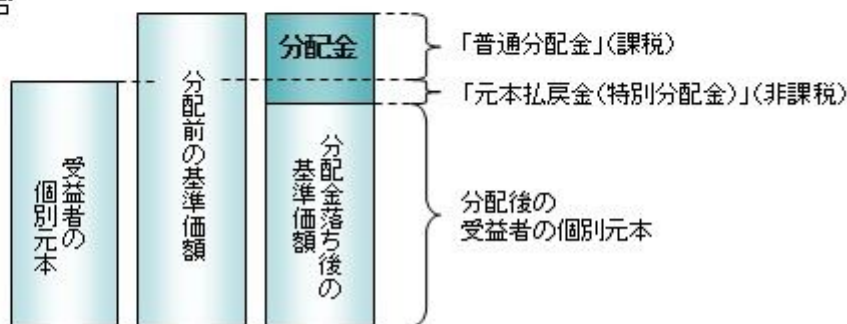 受益者の
個別元本
分配前の基準価額
分配金
分配金落ち後の
基準価額
「普通分配金」(課税)
「元本払戻金(特別分配金)」(非課税)
分配後の
受益者の個別元本